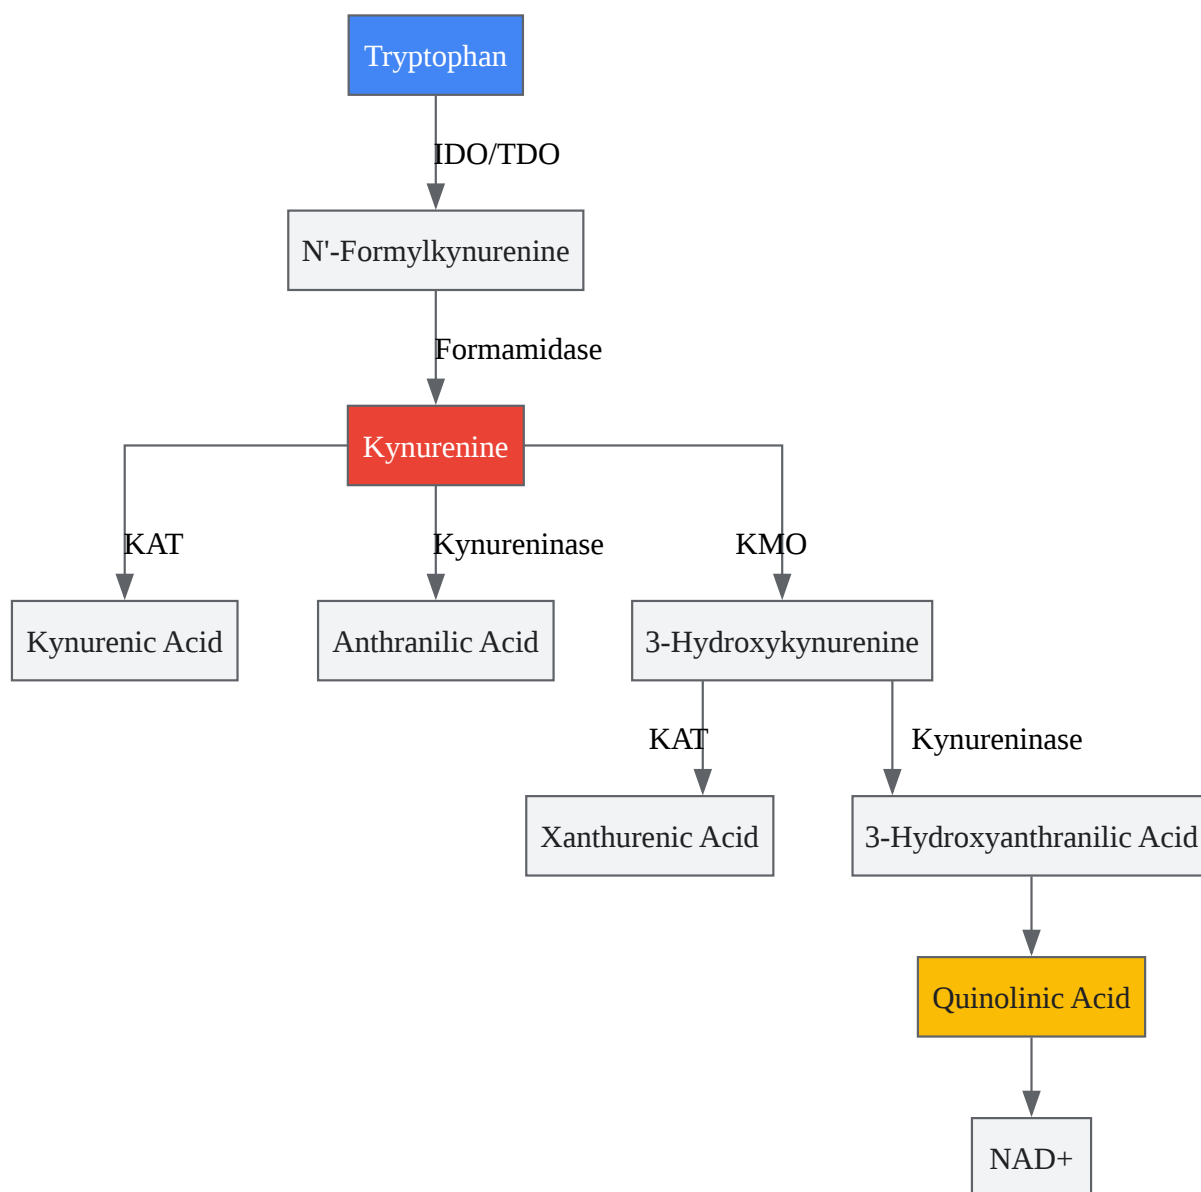 Tryptophan
IDO/TDO
N'-Formylkynurenine
Formamidase
Kynurenine
KAT
Kynureninase
KMO
Kynurenic Acid
Anthranilic Acid
3-Hydroxykynurenine
KAT
Kynureninase
Xanthurenic Acid
3-Hydroxyanthranilic Acid
Quinolinic Acid
NAD+